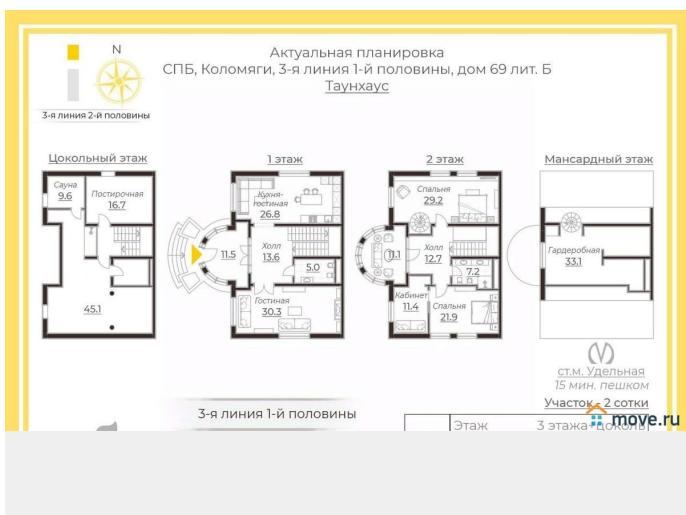 N
Актуальная планировка
СПБ, Коломяги, 3-я линия 1-й половины, дом 69 лит. Б
Таунхаус
3-я линия 2-й половины
Цокольный этаж
Сауна
9.6
Постирочная
16.7
45.1
1 этаж
Кухня-
гостиная
26.8
11.5
Холл
13.6
5.0
Гостиная
30.3
2 этаж
Спальня
29.2
11.1
Холл
12.7
7.2
Кабинет
11.4
Спальня
21.9
Мансардный этаж
Гардеробная
33.1
ст.м. Удельная
15 мин. пешком
Участок - 2 сотки
3-я линия 1-й половины
move.ru
Этаж
3 этажа+цоколь